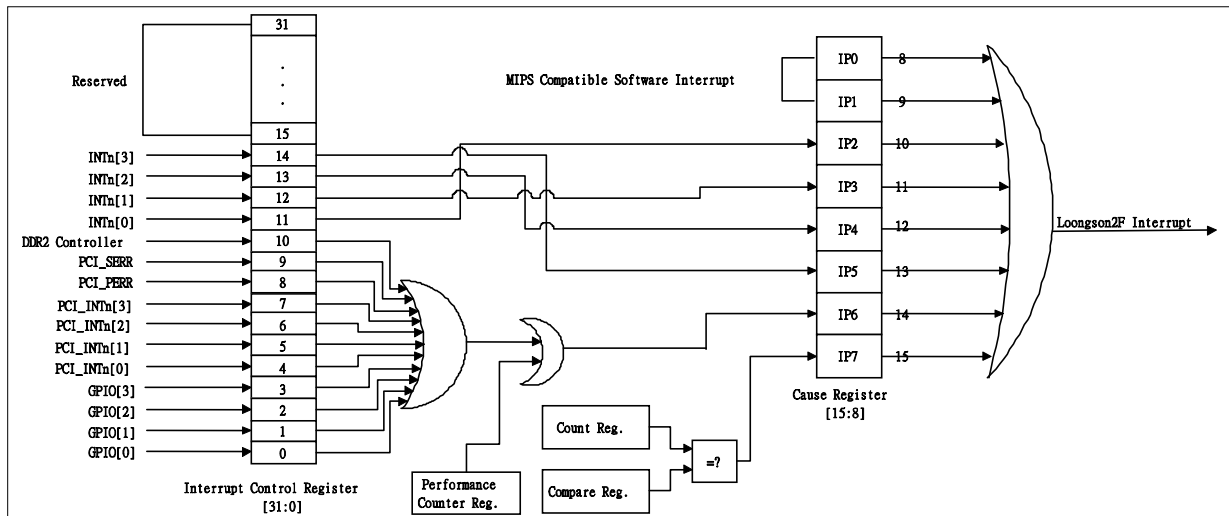 31
.
.
.
Reserved
15
INTn[3] 14
INTn[2] 13
INTn[1] 12
INTn[0] 11
DDR2 Controller 10
PCI_SERR 9
PCI_PERR 8
PCI_INTn[3] 7
PCI_INTn[2] 6
PCI_INTn[1] 5
PCI_INTn[0] 4
GPIO[3] 3
GPIO[2] 2
GPIO[1] 1
GPIO[0] 0
Interrupt Control Register
[31:0]
MIPS Compatible Software Interrupt
IP0 8
IP1 9
IP2 10
IP3 11
IP4 12
IP5 13
IP6 14
IP7 15
Cause Register
[15:8]
Loongson2F Interrupt
Count Reg.
=?
Compare Reg.
Performance
Counter Reg.